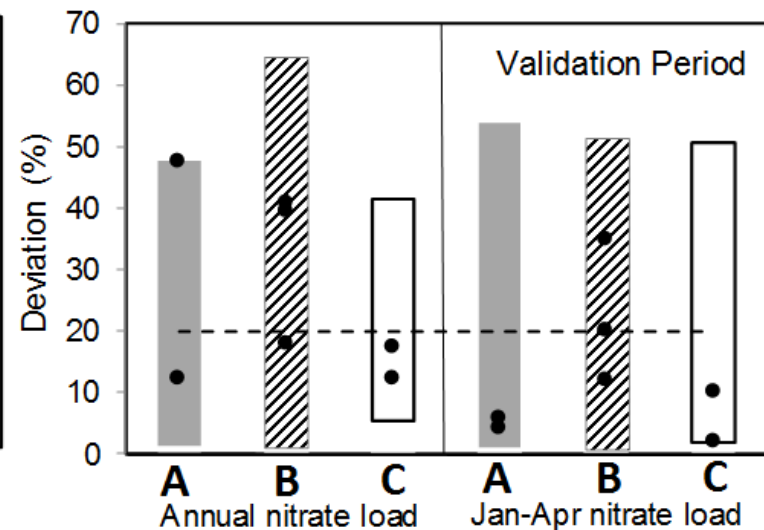 70
60
50
40
30
20
10
0
Deviation (%)
Validation Period
A B C A B C
Annual nitrate load Jan-Apr nitrate load